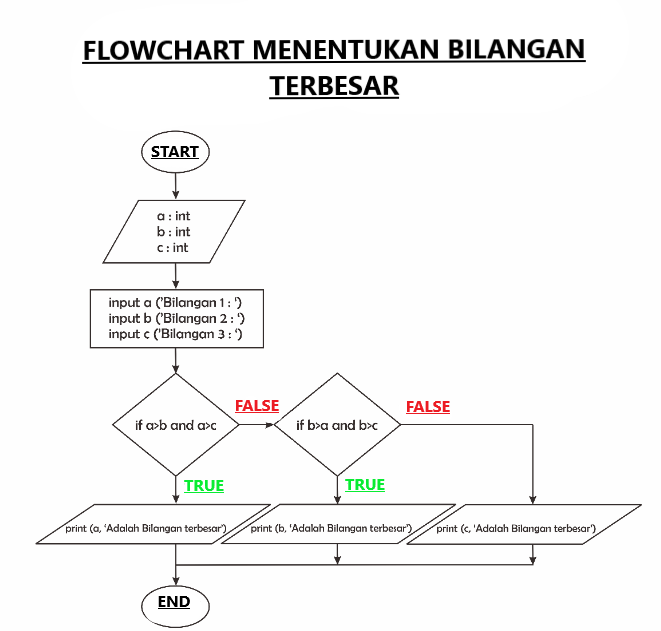 FLOWCHART MENENTUKAN BILANGAN
TERBESAR
START
a : int
b : int
c : int
input a ('Bilangan 1 : ‘)
input b ('Bilangan 2 : ‘)
input c ('Bilangan 3 : ‘)
if a>b and a>c
FALSE
if b>a and b>c
FALSE
TRUE
TRUE
print (a, 'Adalah Bilangan terbesar')
print (b, 'Adalah Bilangan terbesar')
print (c, 'Adalah Bilangan terbesar')
END